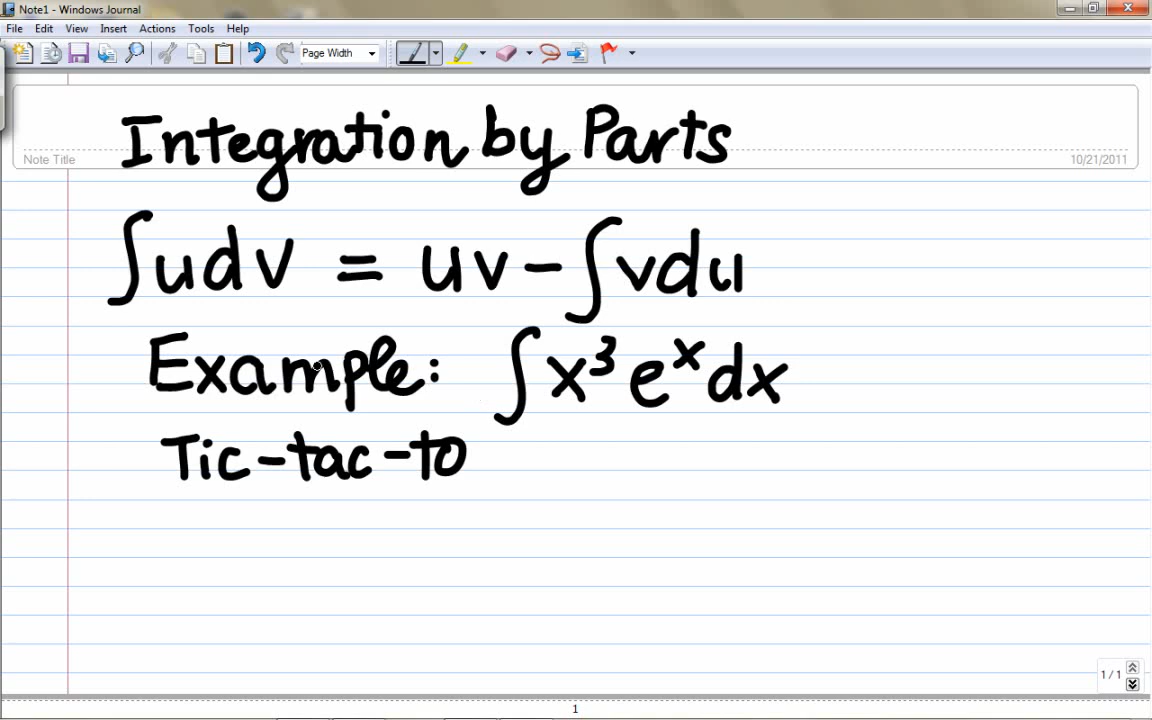 Note1 - Windows Journal
File Edit View Insert Actions Tools Help
Page Width
Integration by Parts
Note Title
10/21/2011
∫udv = uv - ∫vdu
Example: ∫x³eˣdx
Tic-tac-to
1 / 1
1